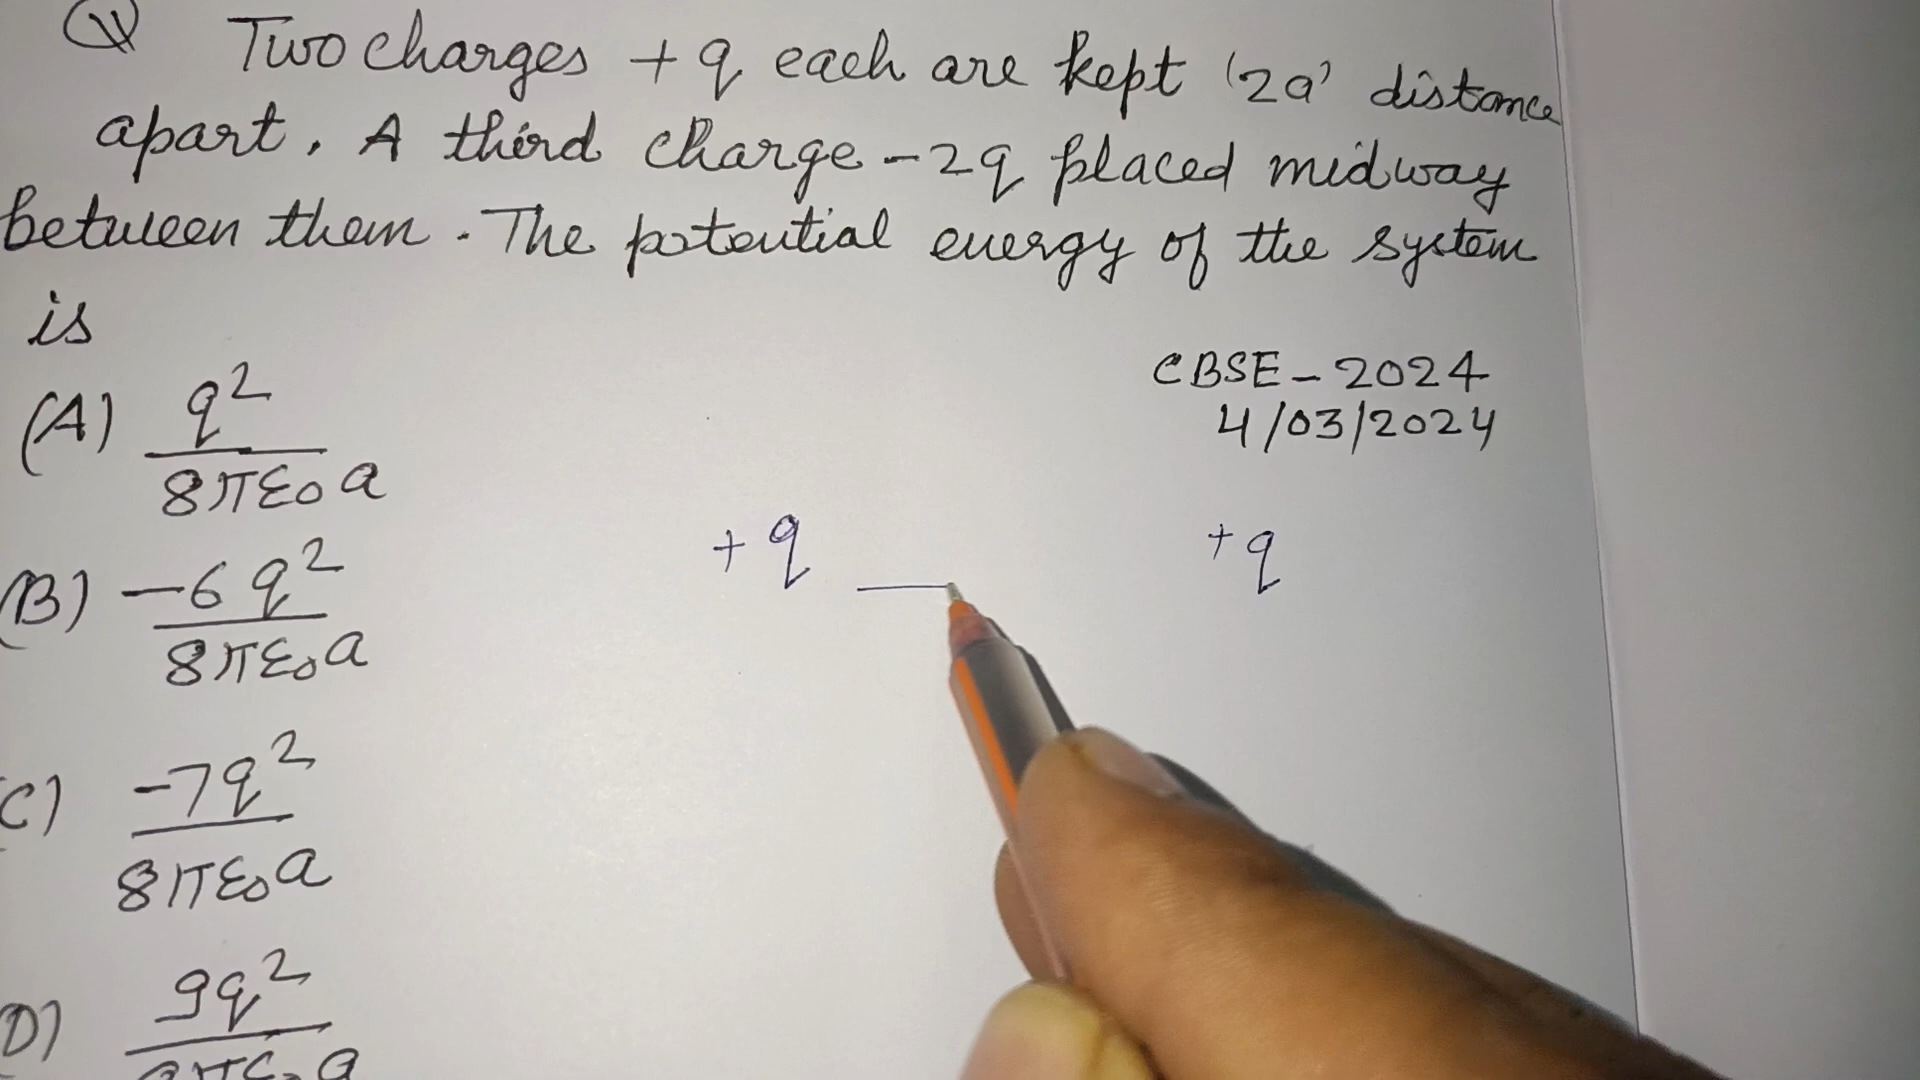 Q Two charges +q each are kept '2a' distance
apart. A third charge -2q placed midway
between them. The potential energy of the system
is
CBSE-2024
4/03/2024
(A) q²
8πε₀a
+q +q
(B) -6q²
8πε₀a
(C) -7q²
8πε₀a
(D) 9q²
8πε₀a